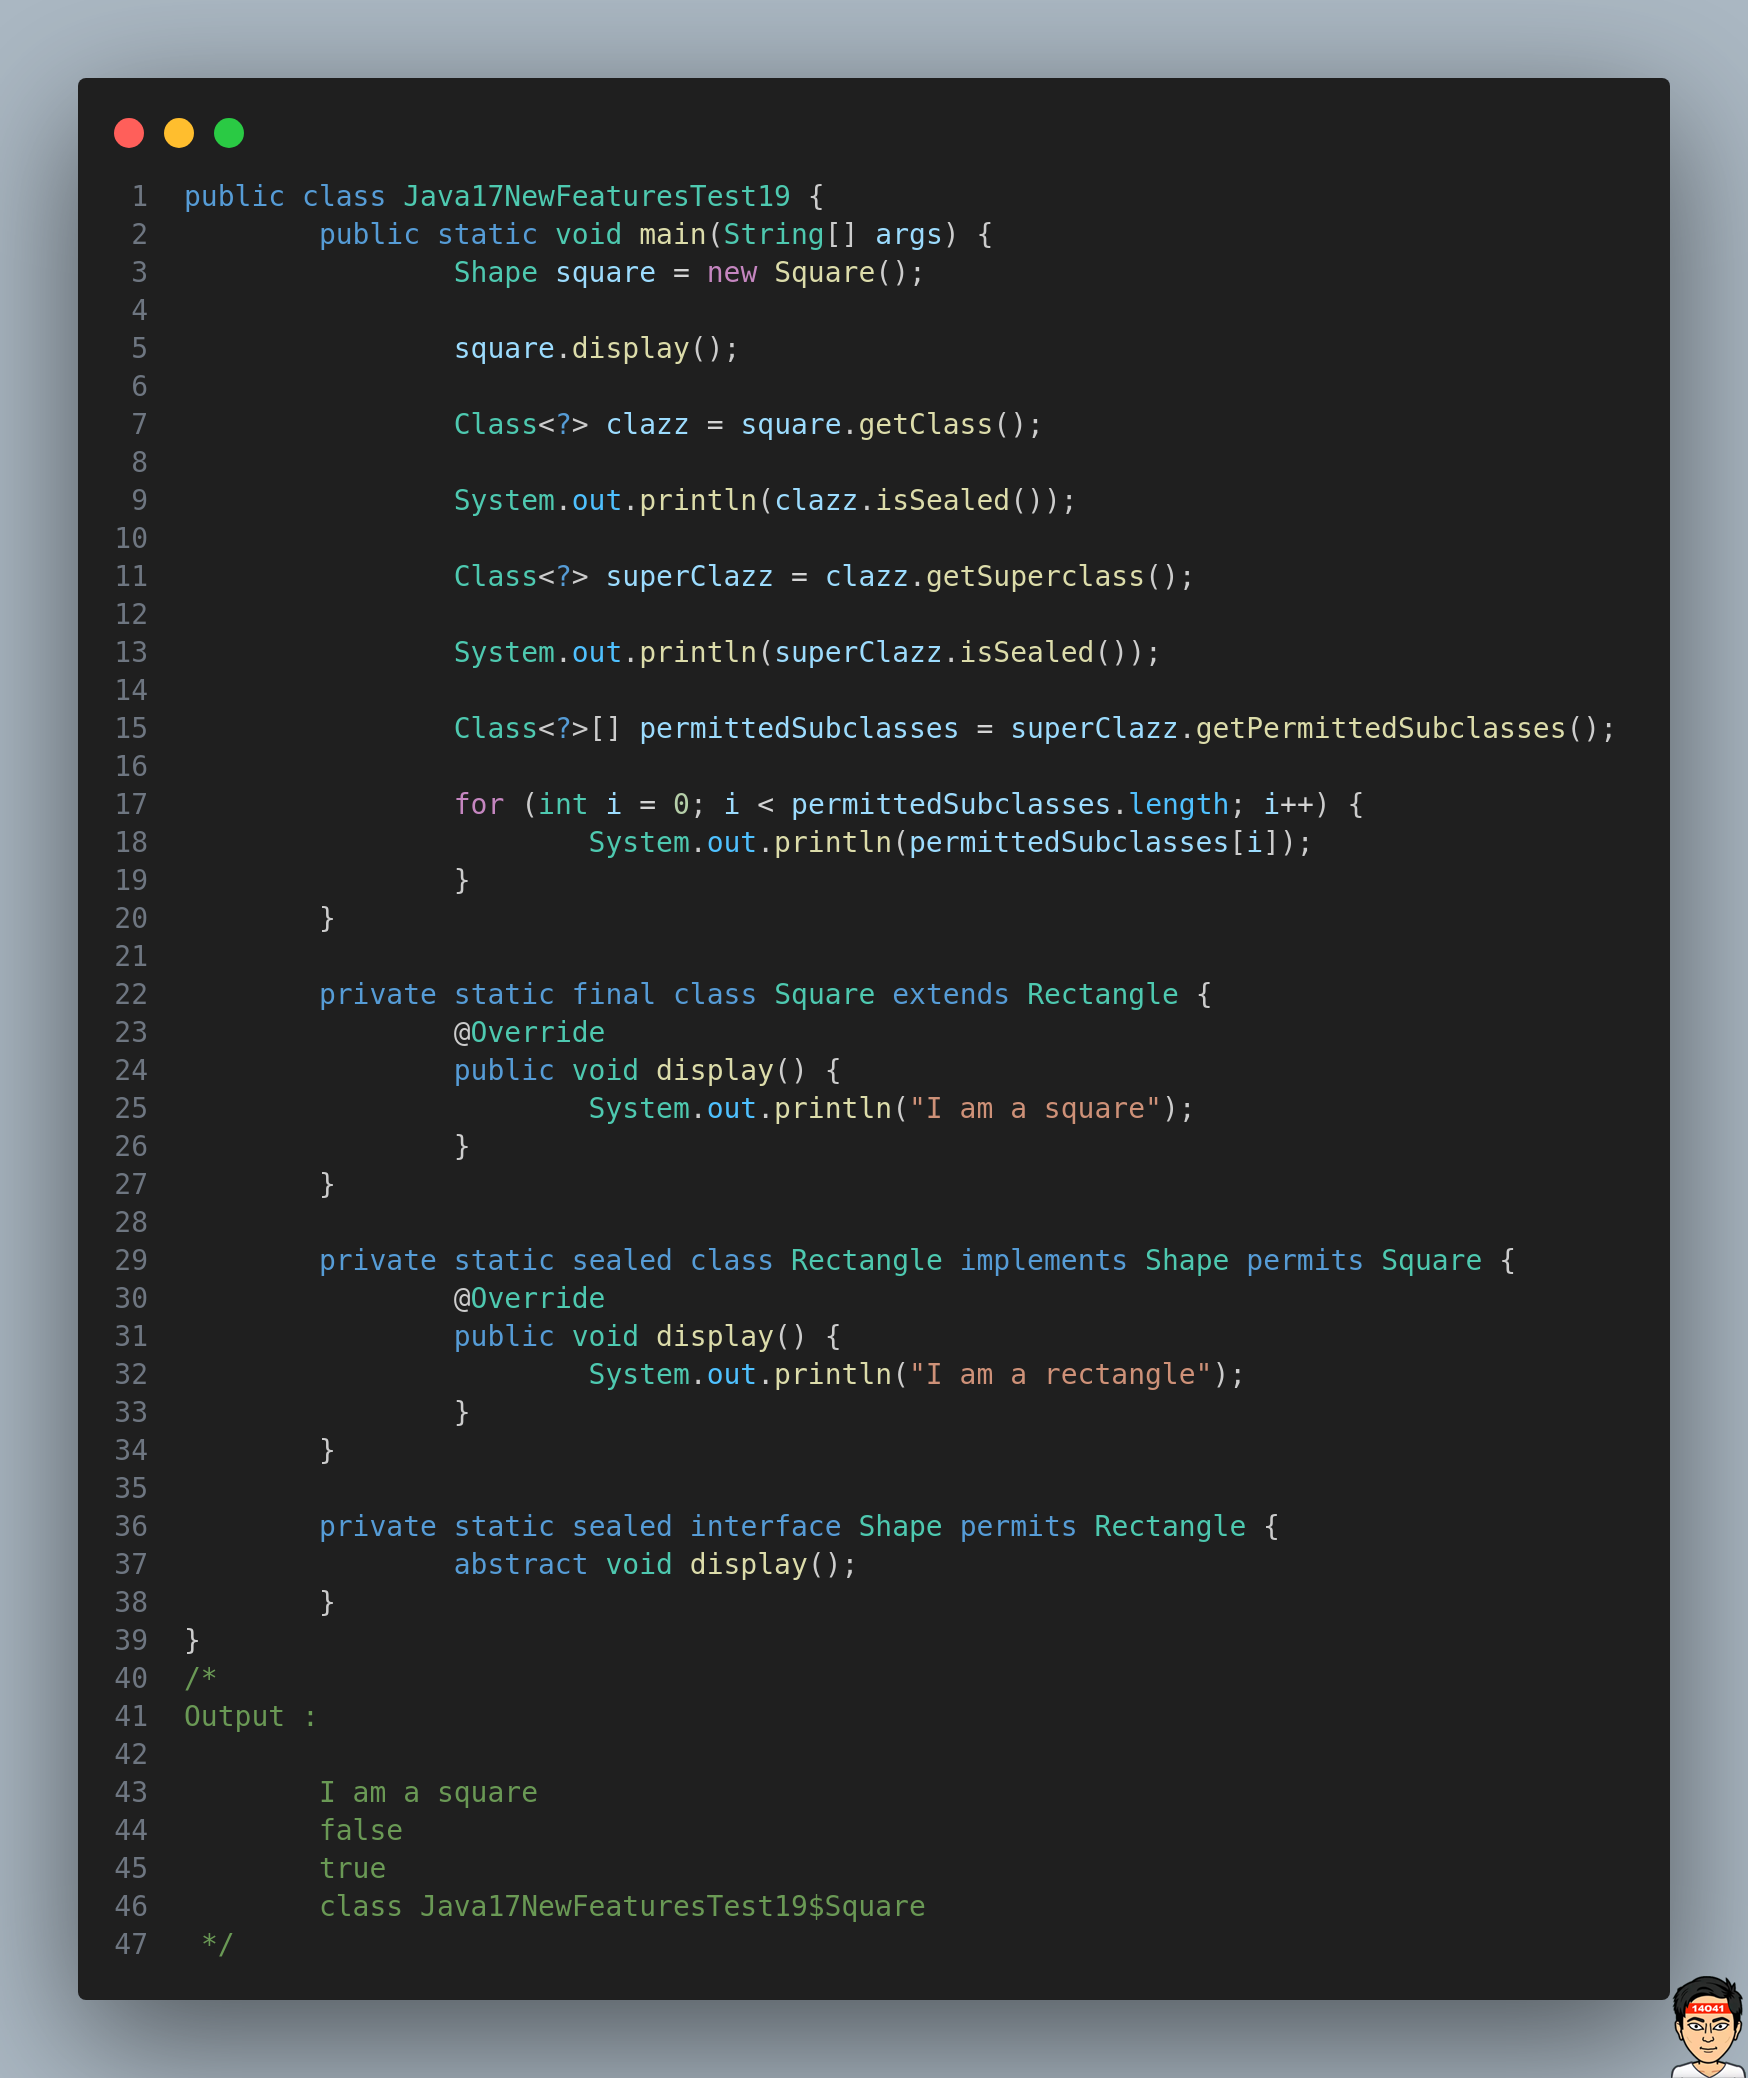 1 public class Java17NewFeaturesTest19 {
2 public static void main(String[] args) {
3 Shape square = new Square();
4
5 square.display();
6
7 Class<?> clazz = square.getClass();
8
9 System.out.println(clazz.isSealed());
10
11 Class<?> superClazz = clazz.getSuperclass();
12
13 System.out.println(superClazz.isSealed());
14
15 Class<?>[] permittedSubclasses = superClazz.getPermittedSubclasses();
16
17 for (int i = 0; i < permittedSubclasses.length; i++) {
18 System.out.println(permittedSubclasses[i]);
19 }
20 }
21
22 private static final class Square extends Rectangle {
23 @Override
24 public void display() {
25 System.out.println("I am a square");
26 }
27 }
28
29 private static sealed class Rectangle implements Shape permits Square {
30 @Override
31 public void display() {
32 System.out.println("I am a rectangle");
33 }
34 }
35
36 private static sealed interface Shape permits Rectangle {
37 abstract void display();
38 }
39 }
40 /*
41 Output :
42
43 I am a square
44 false
45 true
46 class Java17NewFeaturesTest19$Square
47 */
14041